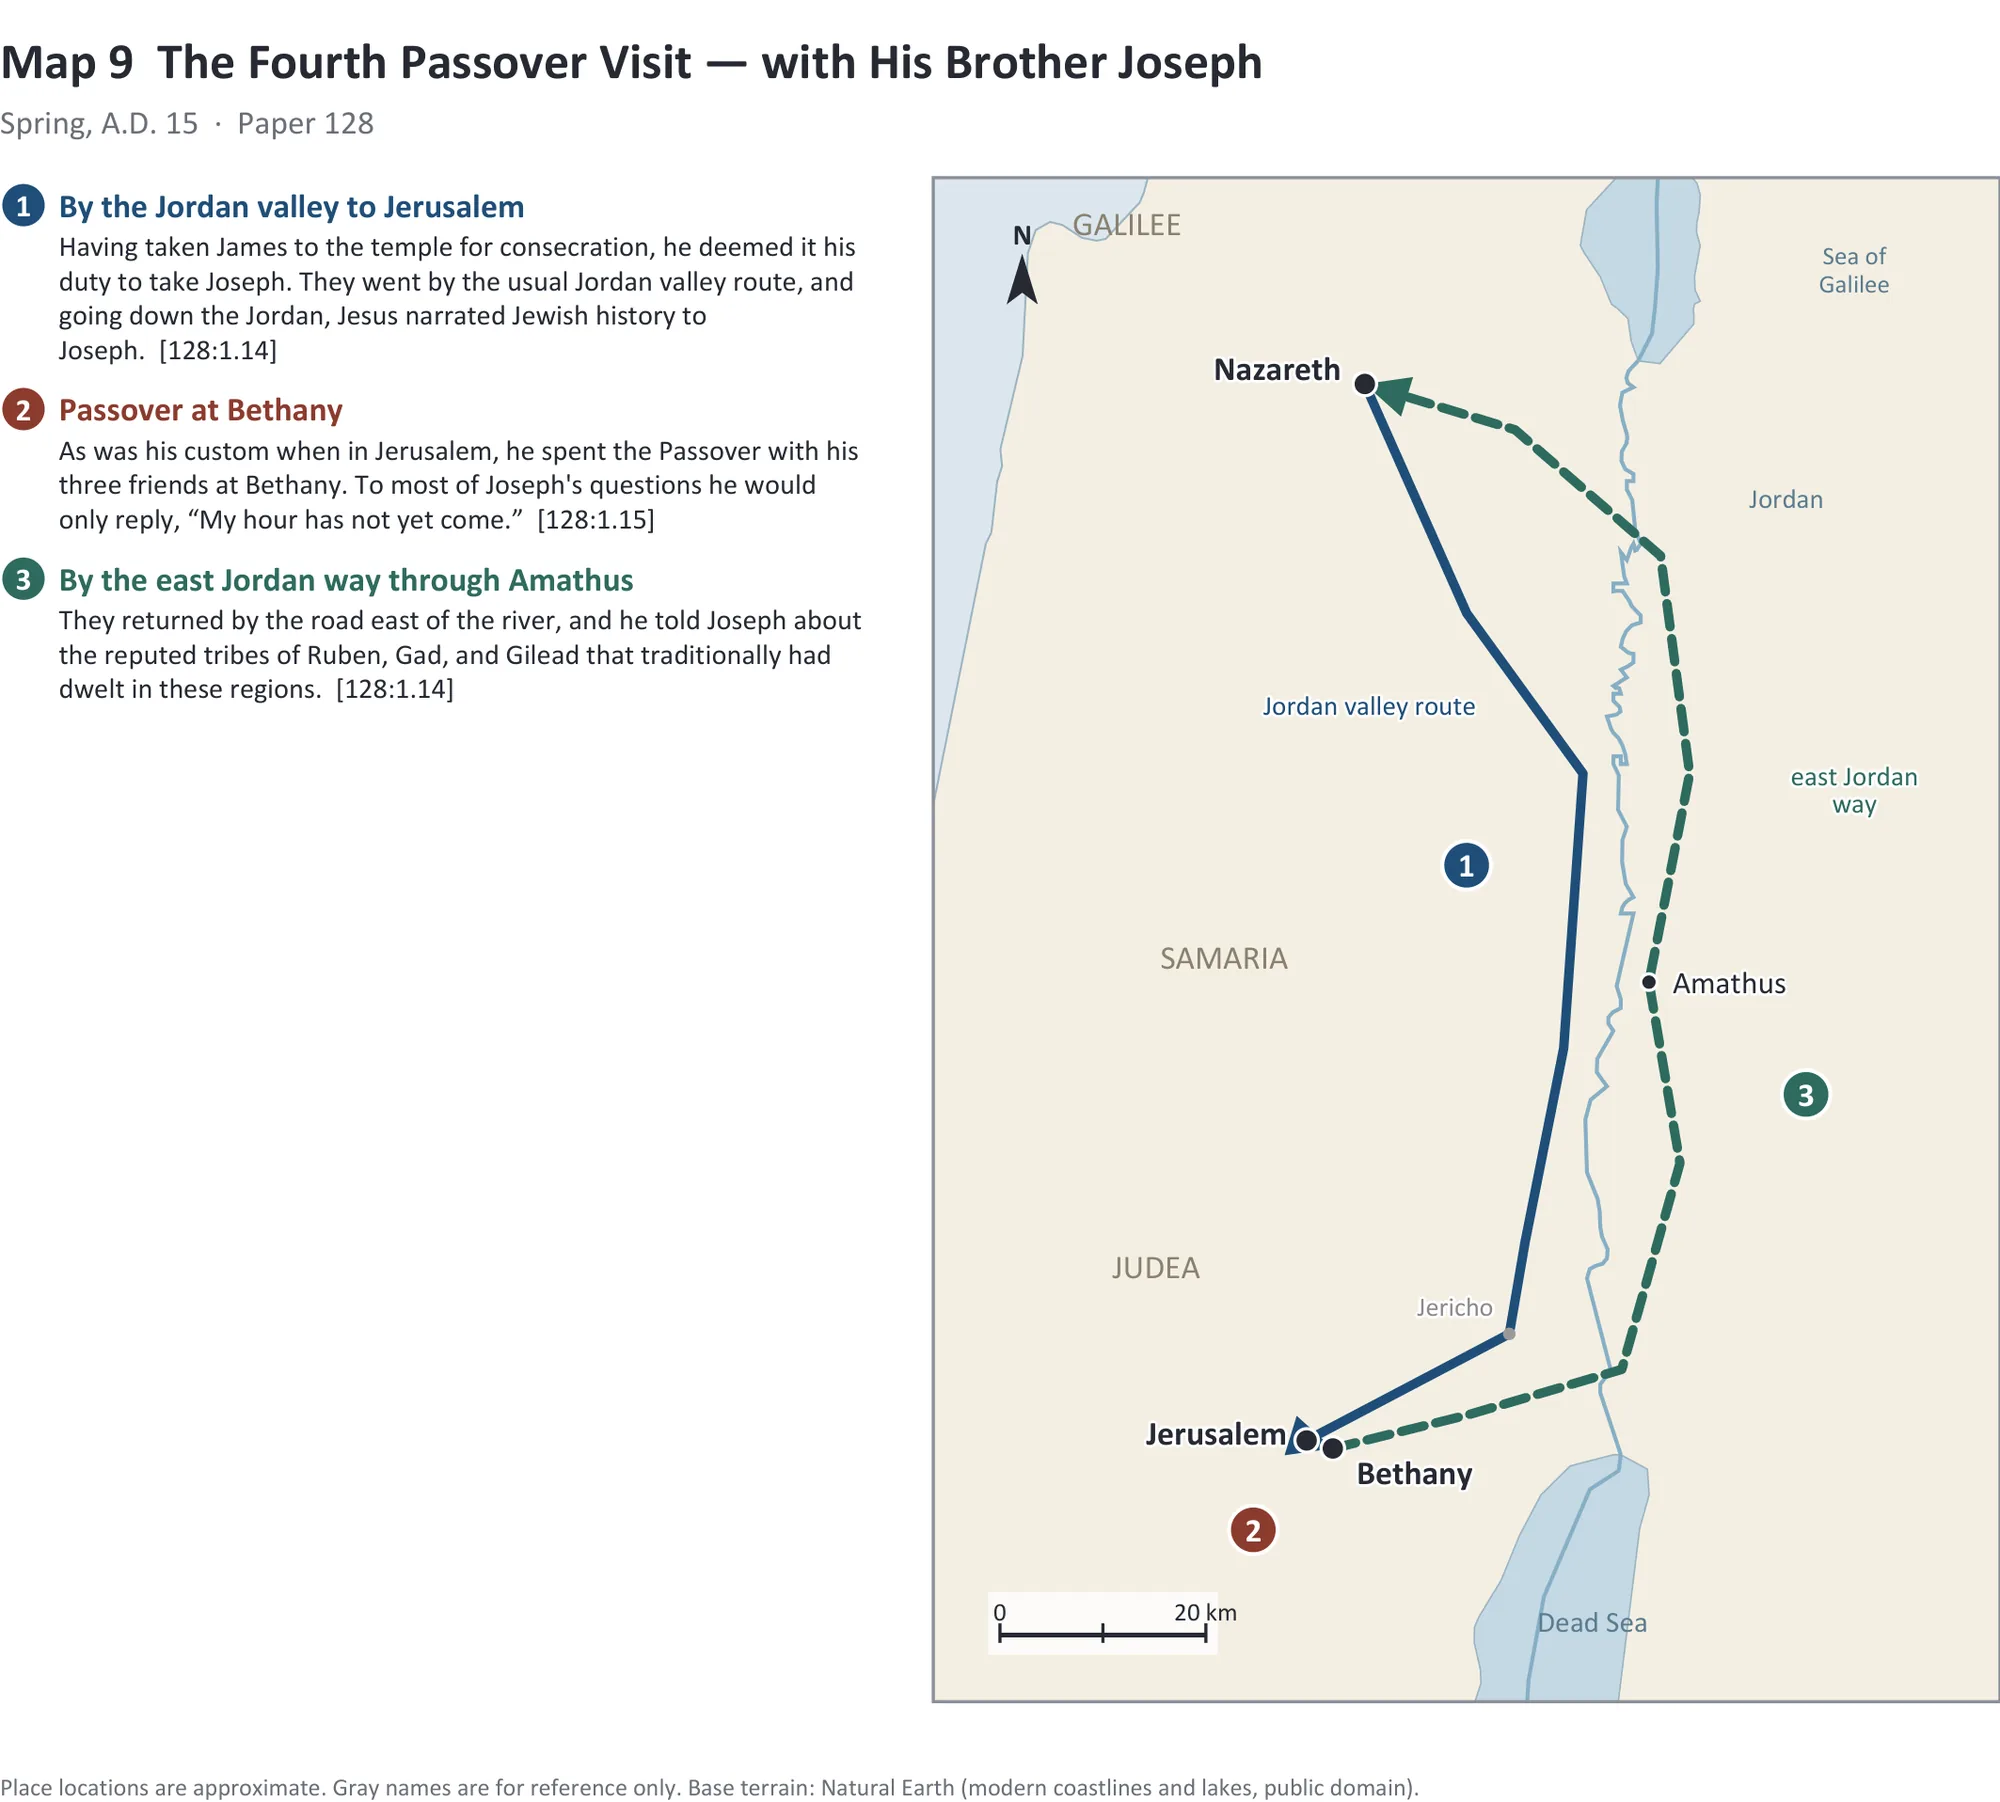 Map 9  The Fourth Passover Visit — with His Brother Joseph
Spring, A.D. 15 · Paper 128
1 By the Jordan valley to Jerusalem
Having taken James to the temple for consecration, he deemed it his
duty to take Joseph. They went by the usual Jordan valley route, and
going down the Jordan, Jesus narrated Jewish history to
Joseph. [128:1.14]
2 Passover at Bethany
As was his custom when in Jerusalem, he spent the Passover with his
three friends at Bethany. To most of Joseph's questions he would
only reply, “My hour has not yet come.” [128:1.15]
3 By the east Jordan way through Amathus
They returned by the road east of the river, and he told Joseph about
the reputed tribes of Ruben, Gad, and Gilead that traditionally had
dwelt in these regions. [128:1.14]
GALILEE
N
Sea of
Galilee
Nazareth
Jordan
Jordan valley route
east Jordan
way
1
SAMARIA
Amathus
3
JUDEA
Jericho
Jerusalem
Bethany
2
0 20 km
Dead Sea
Place locations are approximate. Gray names are for reference only. Base terrain: Natural Earth (modern coastlines and lakes, public domain).